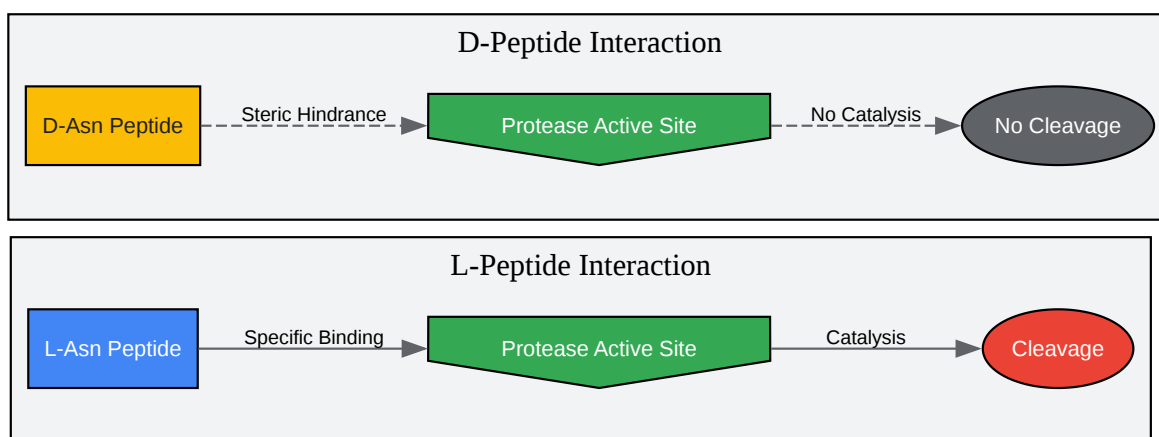 D-Peptide Interaction
D-Asn Peptide
Steric Hindrance
Protease Active Site
No Catalysis
No Cleavage
L-Peptide Interaction
L-Asn Peptide
Specific Binding
Protease Active Site
Catalysis
Cleavage